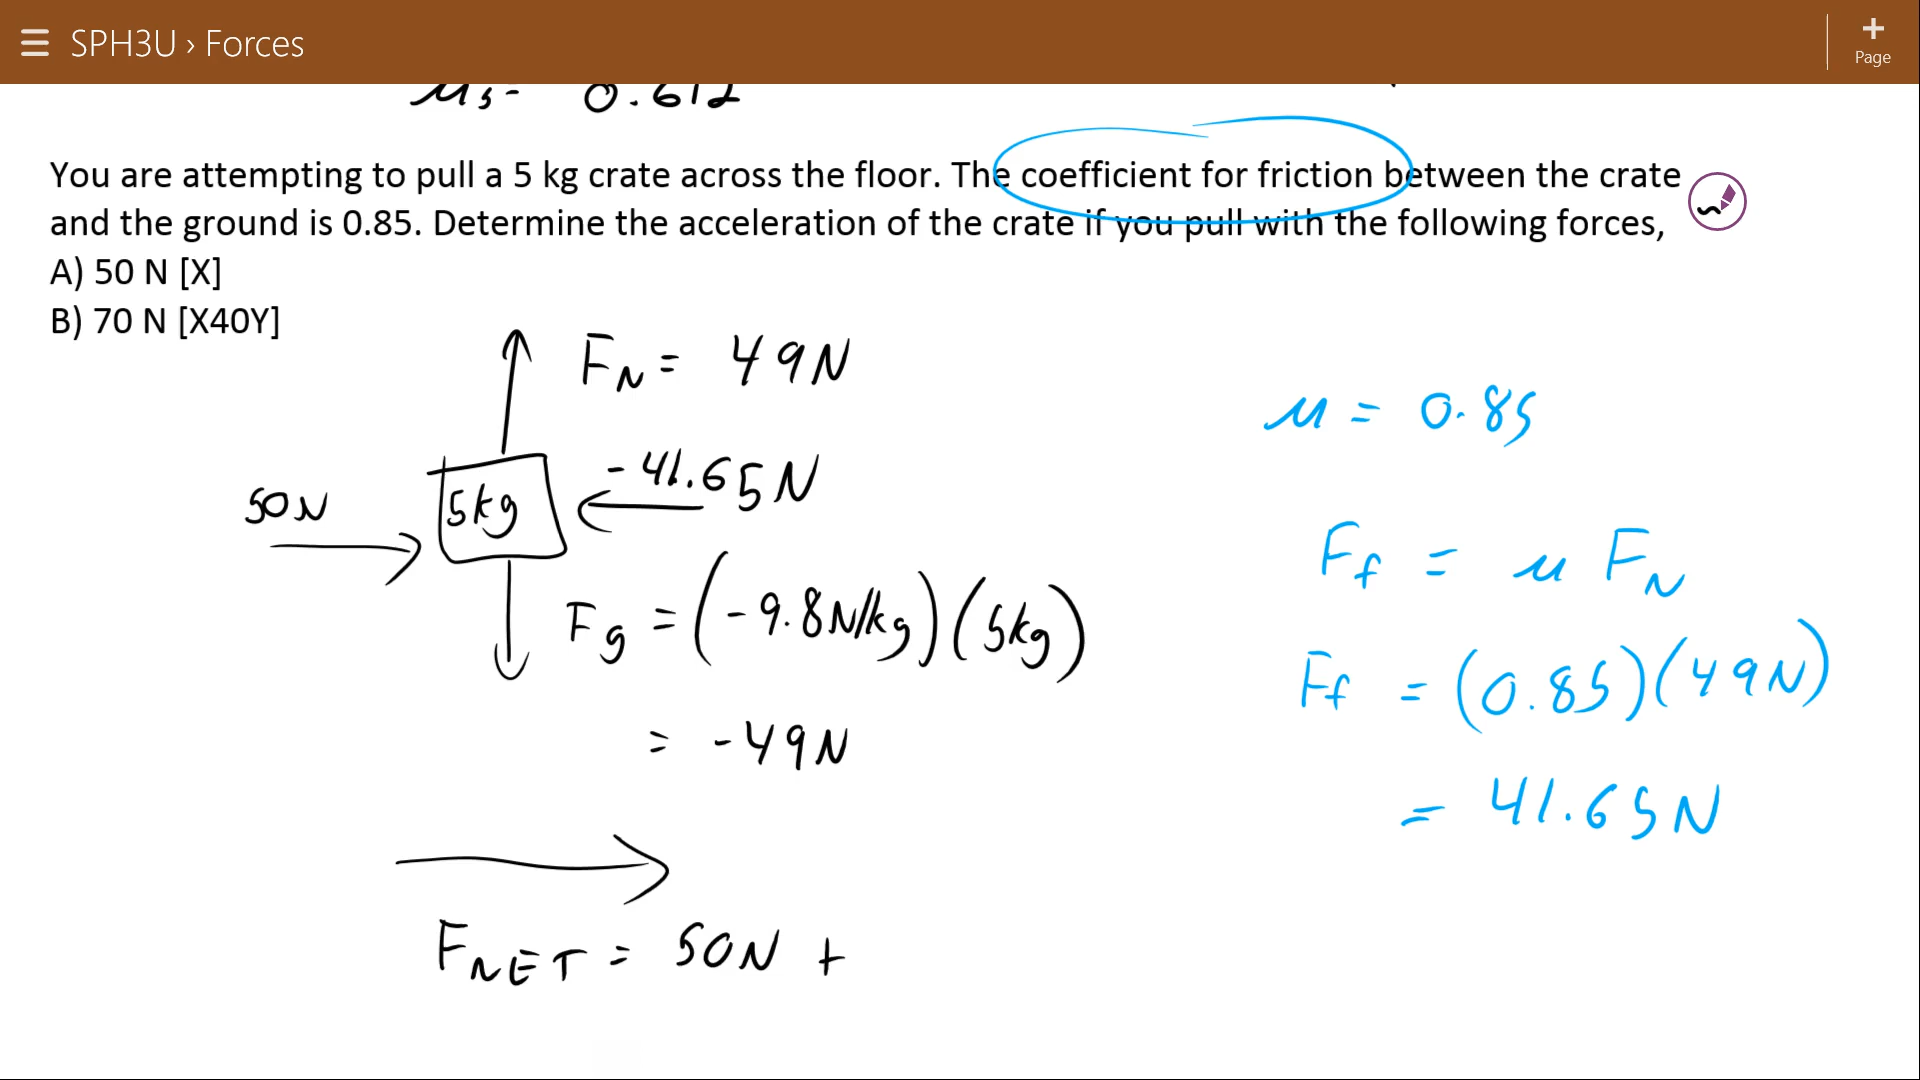 SPH3U › Forces
+
Page
μs = 0.612
You are attempting to pull a 5 kg crate across the floor. The coefficient for friction between the crate
and the ground is 0.85. Determine the acceleration of the crate if you pull with the following forces,
A) 50 N [X]
B) 70 N [X40Y]
FN = 49N
μ = 0.85
-41.65N
50N
5kg
Ff = μ FN
Fg = (-9.8N/kg)(5kg)
Ff = (0.85)(49N)
= -49N
= 41.65N
FNET = 50N +